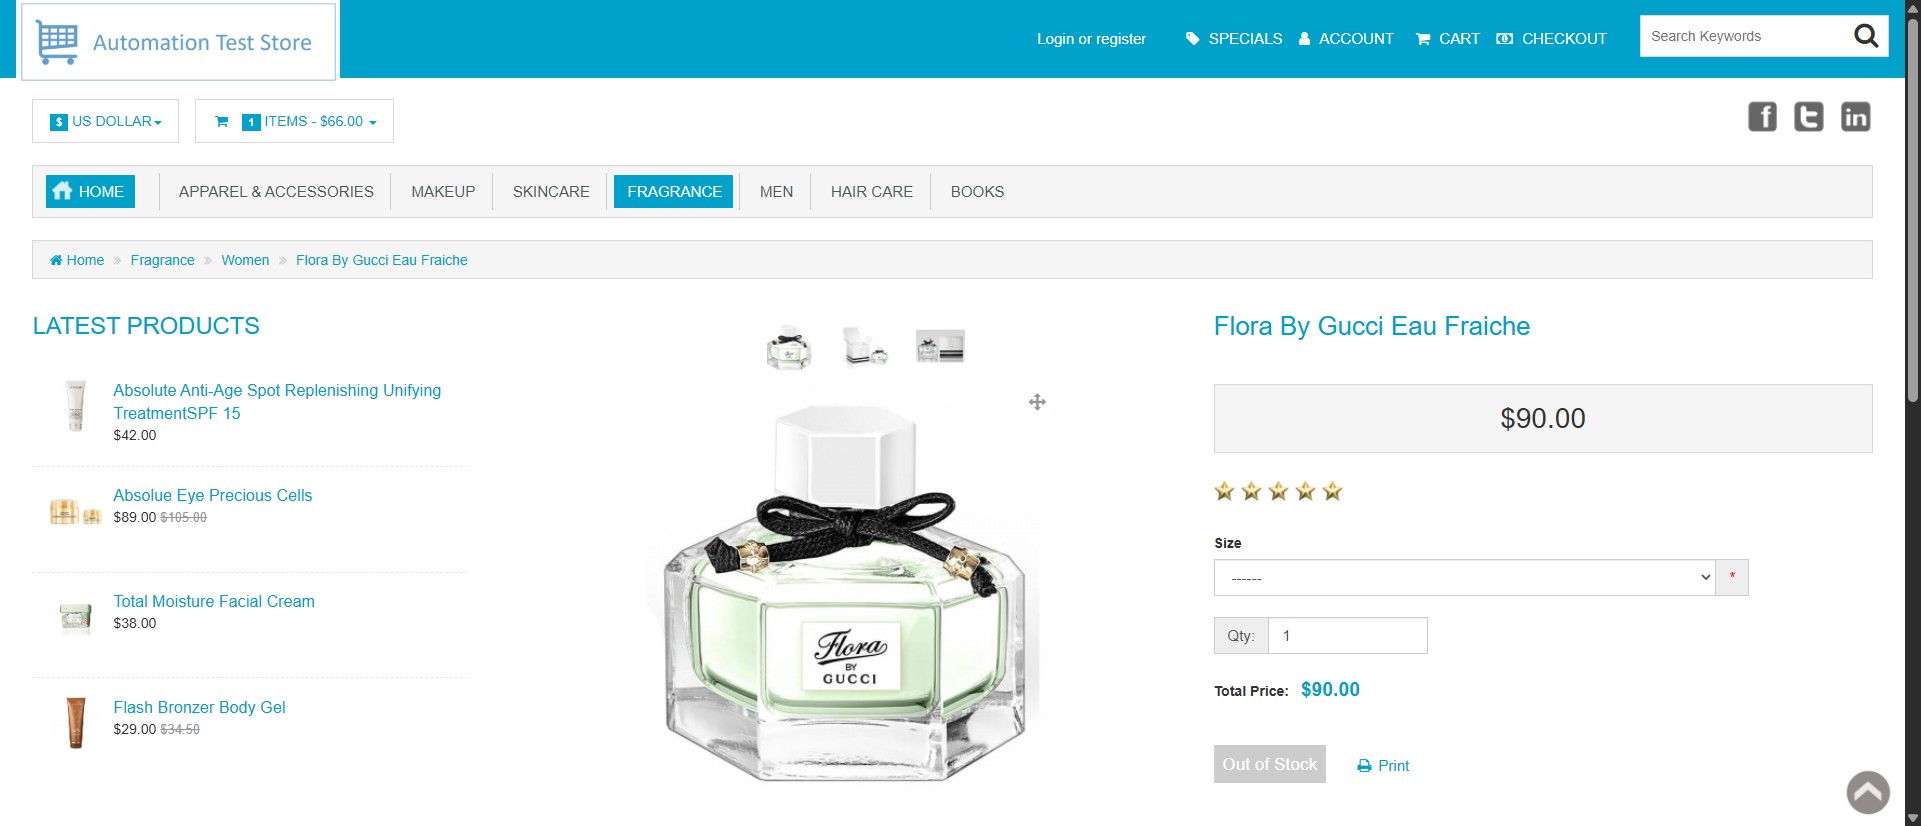 Automation Test Store
Login or register
SPECIALS
ACCOUNT
CART
CHECKOUT
Search Keywords
$ US DOLLAR
1 ITEMS - $66.00
HOME
APPAREL & ACCESSORIES
MAKEUP
SKINCARE
FRAGRANCE
MEN
HAIR CARE
BOOKS
Home » Fragrance » Women » Flora By Gucci Eau Fraiche
LATEST PRODUCTS
Absolute Anti-Age Spot Replenishing Unifying
TreatmentSPF 15
$42.00
Absolue Eye Precious Cells
$89.00 $105.00
Total Moisture Facial Cream
$38.00
Flash Bronzer Body Gel
$29.00 $34.50
Flora
BY
GUCCI
Flora By Gucci Eau Fraiche
$90.00
Size
------
*
Qty: 1
Total Price: $90.00
Out of Stock
Print